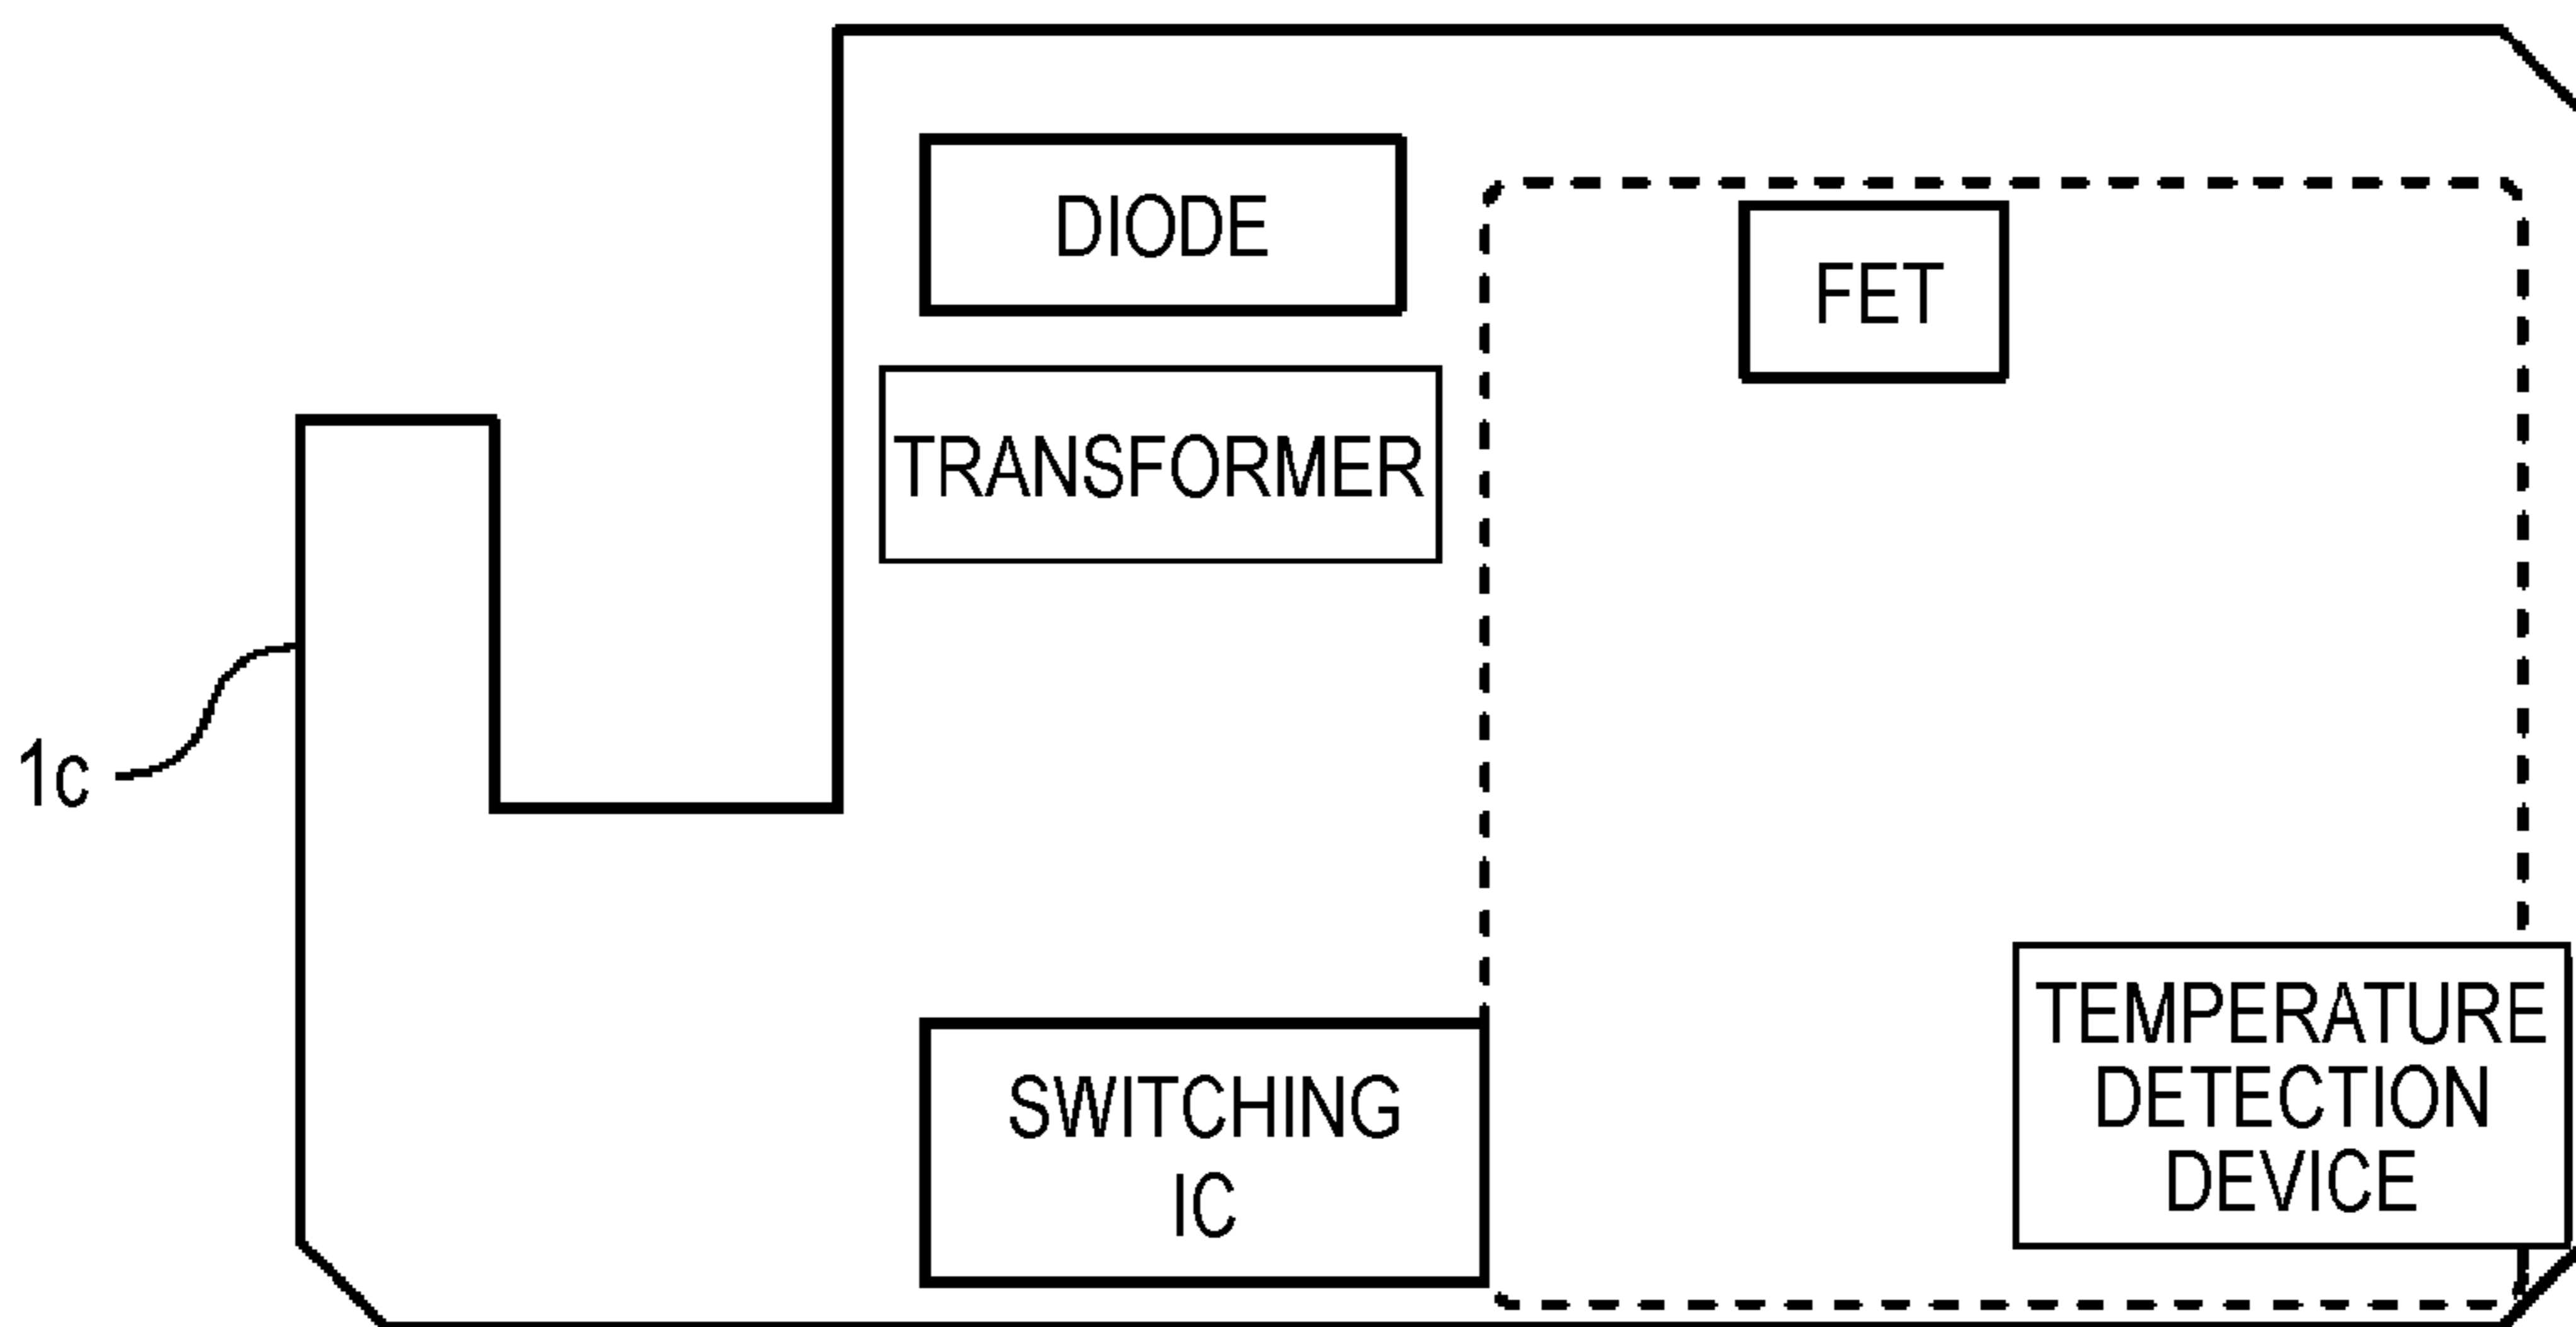 DIODE
FET
TRANSFORMER
1c
TEMPERATURE
DETECTION
DEVICE
SWITCHING
IC